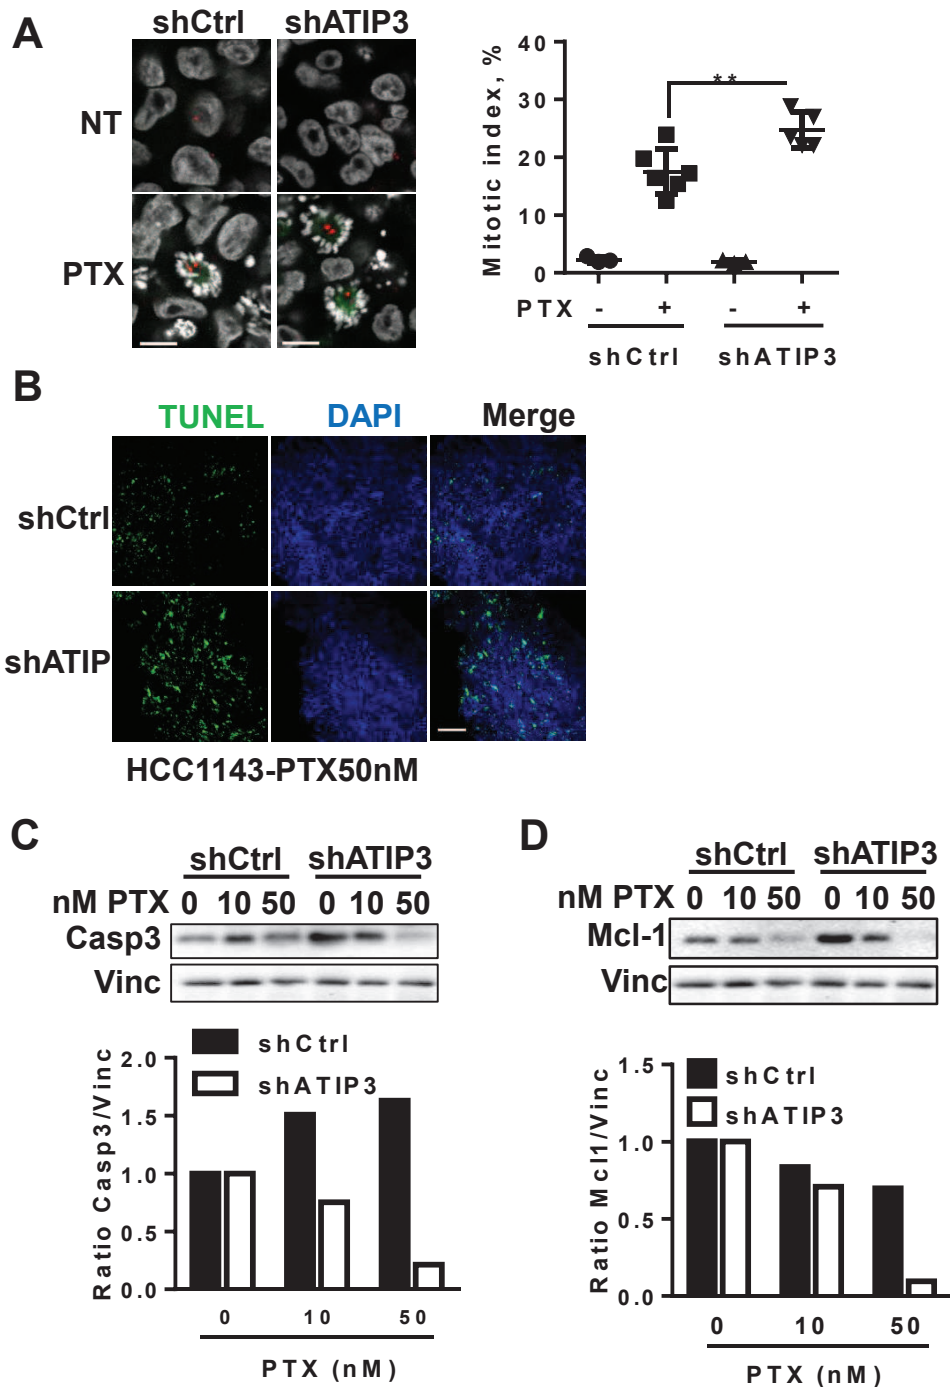 A
shCtrl shATIP3
NT
PTX
40
30
20
10
0
Mitotic index, %
**
PTX - + - +
shCtrl shATIP3
B
TUNEL DAPI Merge
shCtrl
shATIP
HCC1143-PTX50nM
C
shCtrl shATIP3
nM PTX 0 10 50 0 10 50
Casp3
Vinc
shCtrl
shATIP3
2.0
1.5
1.0
0.5
0.0
Ratio Casp3/Vinc
0 10 50
PTX (nM)
D
shCtrl shATIP3
nM PTX 0 10 50 0 10 50
Mcl-1
Vinc
shCtrl
shATIP3
1.5
1.0
0.5
0.0
Ratio Mcl1/Vinc
0 10 50
PTX (nM)